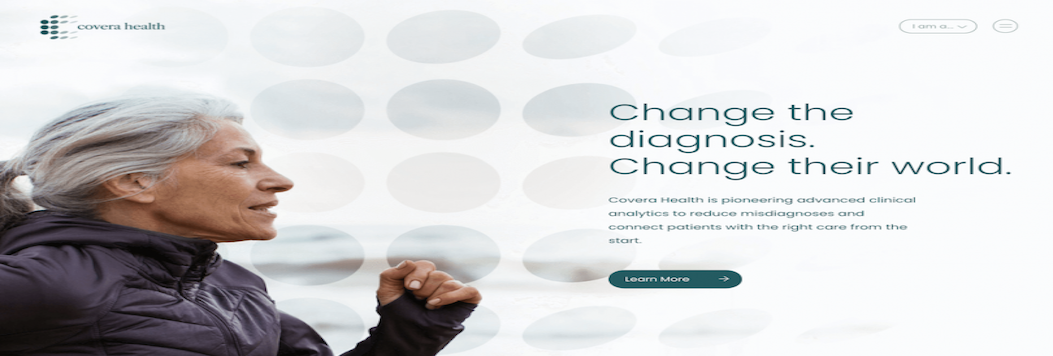 covera health
I am a...
Change the
diagnosis.
Change their world.
Covera Health is pioneering advanced clinical
analytics to reduce misdiagnoses and
connect patients with the right care from the
start.
Learn More